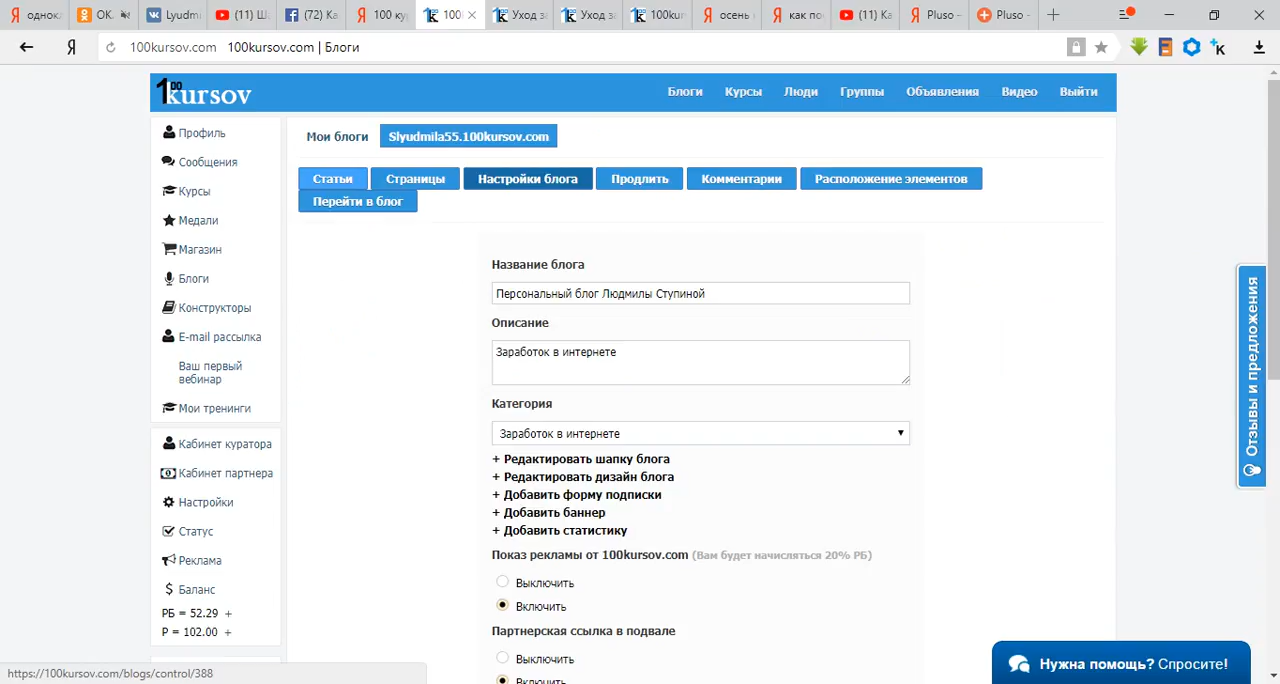 однокл
ОК.
Lyudmi
(11) Ш
(72) Ка
100 кур
100k
Уход за
Уход за
100kur
осень
как по
(11) Ка
Pluso –
Pluso –
100kursov.com 100kursov.com | Блоги
100kursov
Блоги Курсы Люди Группы Объявления Видео Выйти
Профиль
Сообщения
Курсы
Медали
Магазин
Блоги
Конструкторы
E-mail рассылка
Ваш первый
вебинар
Мои тренинги
Кабинет куратора
Кабинет партнера
Настройки
Статус
Реклама
Баланс
РБ = 52.29 +
Р = 102.00 +
Мои блоги Slyudmila55.100kursov.com
Статьи Страницы Настройки блога Продлить Комментарии Расположение элементов
Перейти в блог
Название блога
Персональный блог Людмилы Ступиной
Описание
Заработок в интернете
Категория
Заработок в интернете
+ Редактировать шапку блога
+ Редактировать дизайн блога
+ Добавить форму подписки
+ Добавить баннер
+ Добавить статистику
Показ рекламы от 100kursov.com (Вам будет начисляться 20% РБ)
Выключить
Включить
Партнерская ссылка в подвале
Выключить
Включить
Отзывы и предложения
Нужна помощь? Спросите!
https://100kursov.com/blogs/control/388